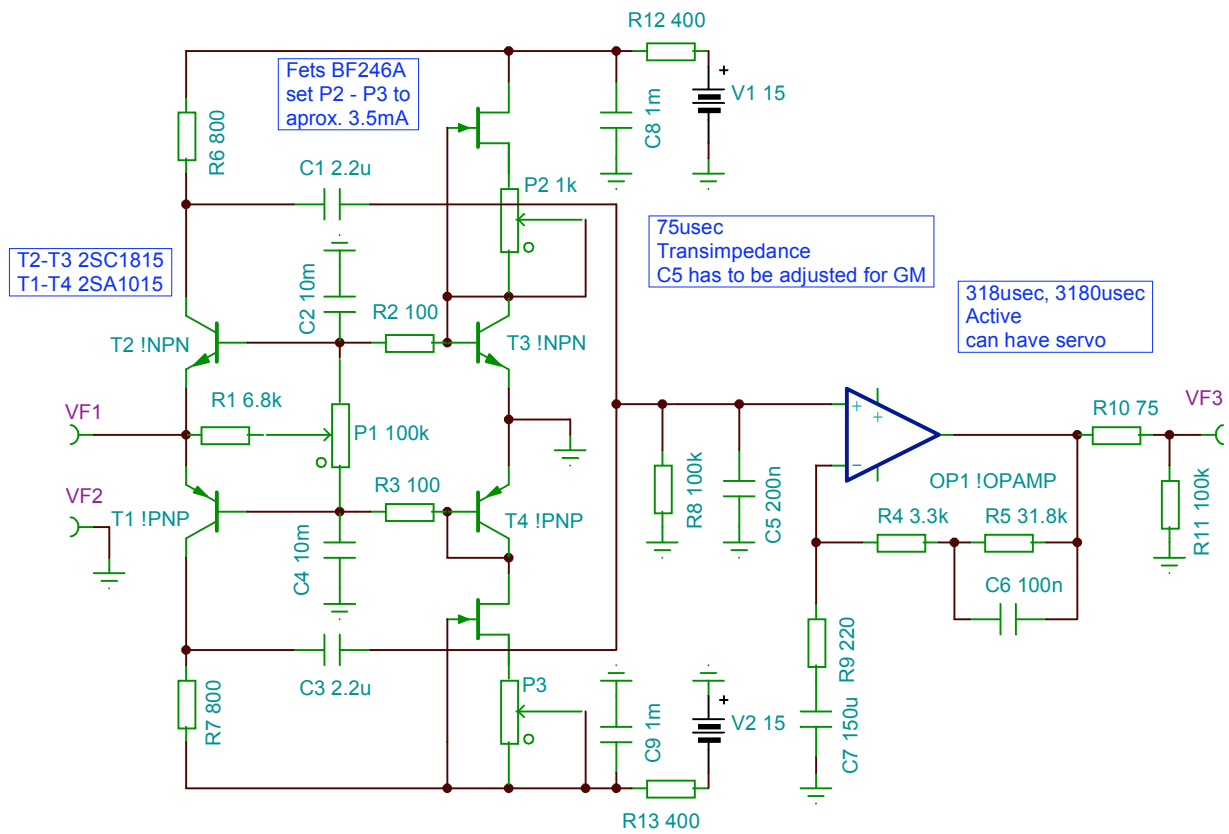 R12 400
Fets BF246A
set P2 - P3 to
aprox. 3.5mA
V1 15
C8 1m
R6 800
C1 2.2u
P2 1k
75usec
Transimpedance
C5 has to be adjusted for GM
T2-T3 2SC1815
T1-T4 2SA1015
C2 10m
R2 100
318usec, 3180usec
Active
can have servo
T2 !NPN
T3 !NPN
VF1
R1 6.8k
P1 100k
R10 75
VF3
+
+
−
VF2
T1 !PNP
R3 100
T4 !PNP
R8 100k
C5 200n
OP1 !OPAMP
R4 3.3k
R5 31.8k
R11 100k
C4 10m
C6 100n
R9 220
C3 2.2u
P3
R7 800
C9 1m
+
V2 15
C7 150u
R13 400
+